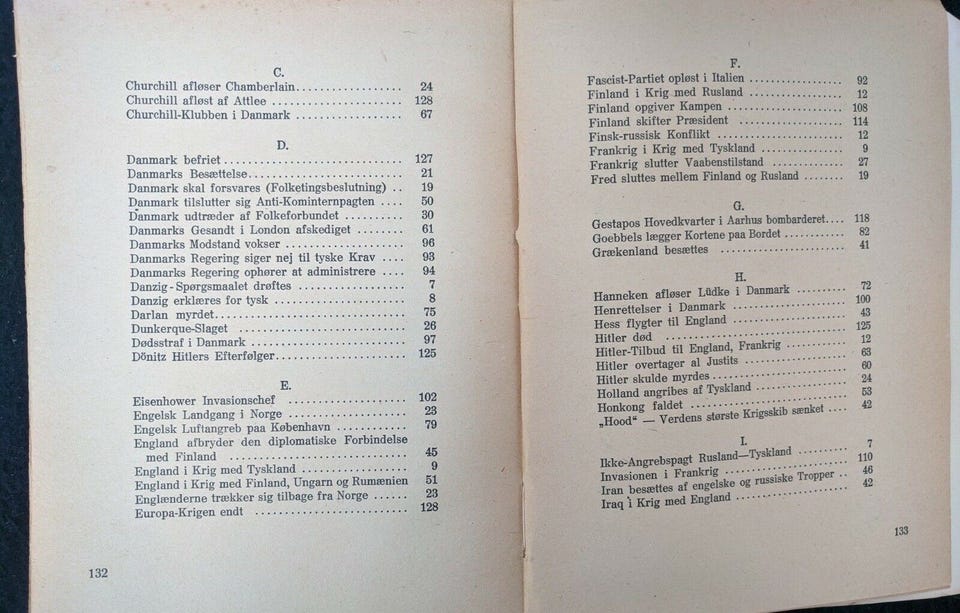 C.
Churchill afløser Chamberlain.................. 24
Churchill afløst af Attlee ...................... 128
Churchill-Klubben i Danmark .................. 67
D.
Danmark befriet .............................. 127
Danmarks Besættelse.......................... 21
Danmark skal forsvares (Folketingsbeslutning) .. 19
Danmark tilslutter sig Anti-Kominternpagten .... 50
Danmark udtræder af Folkeforbundet .......... 30
Danmarks Gesandt i London afskediget ........ 61
Danmarks Modstand vokser .................... 96
Danmarks Regering siger nej til tyske Krav .... 93
Danmarks Regering ophører at administrere .... 94
Danzig-Spørgsmaalet drøftes .................. 7
Danzig erklæres for tysk ...................... 8
Darlan myrdet................................ 75
Dunkerque-Slaget ............................ 26
Dødsstraf i Danmark .......................... 97
Dönitz Hitlers Efterfølger...................... 125
E.
Eisenhower Invasionschef ...................... 102
Engelsk Landgang i Norge .................... 23
Engelsk Luftangreb paa København ............ 79
England afbryder den diplomatiske Forbindelse
med Finland .............................. 45
England i Krig med Tyskland .................. 9
England i Krig med Finland, Ungarn og Rumænien 51
Englænderne trækker sig tilbage fra Norge ...... 23
Europa-Krigen endt .......................... 128
132
F.
Fascist-Partiet opløst i Italien ................ 92
Finland i Krig med Rusland .................. 12
Finland opgiver Kampen ...................... 108
Finland skifter Præsident .................. 114
Finsk-russisk Konflikt ........................ 12
Frankrig i Krig med Tyskland ................ 9
Frankrig slutter Vaabenstilstand .............. 27
Fred sluttes mellem Finland og Rusland ........ 19
G.
Gestapos Hovedkvarter i Aarhus bombarderet.... 118
Goebbels lægger Kortene paa Bordet ............ 82
Grækenland besættes ........................ 41
H.
Hanneken afløser Lüdke i Danmark ............ 72
Henrettelser i Danmark ...................... 100
Hess flygter til England ...................... 43
Hitler død .................................. 125
Hitler-Tilbud til England, Frankrig ............ 12
Hitler overtager al Justits .................... 63
Hitler skulde myrdes .......................... 60
Holland angribes af Tyskland .................. 24
Honkong faldet .............................. 53
„Hood“ — Verdens største Krigsskib sænket .... 42
I.
Ikke-Angrebspagt Rusland—Tyskland .......... 7
Invasionen i Frankrig ........................ 110
Iran besættes af engelske og russiske Tropper .. 46
Iraq i Krig med England ...................... 42
133